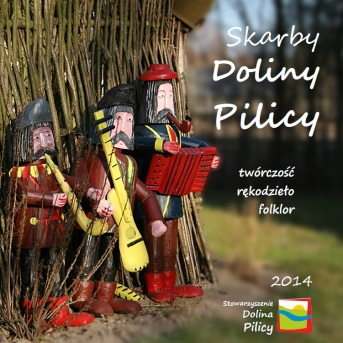 Skarby
Doliny
Pilicy
twórczość
rękodzieło
folklor
2014
Stowarzyszenie
Dolina
Pilicy